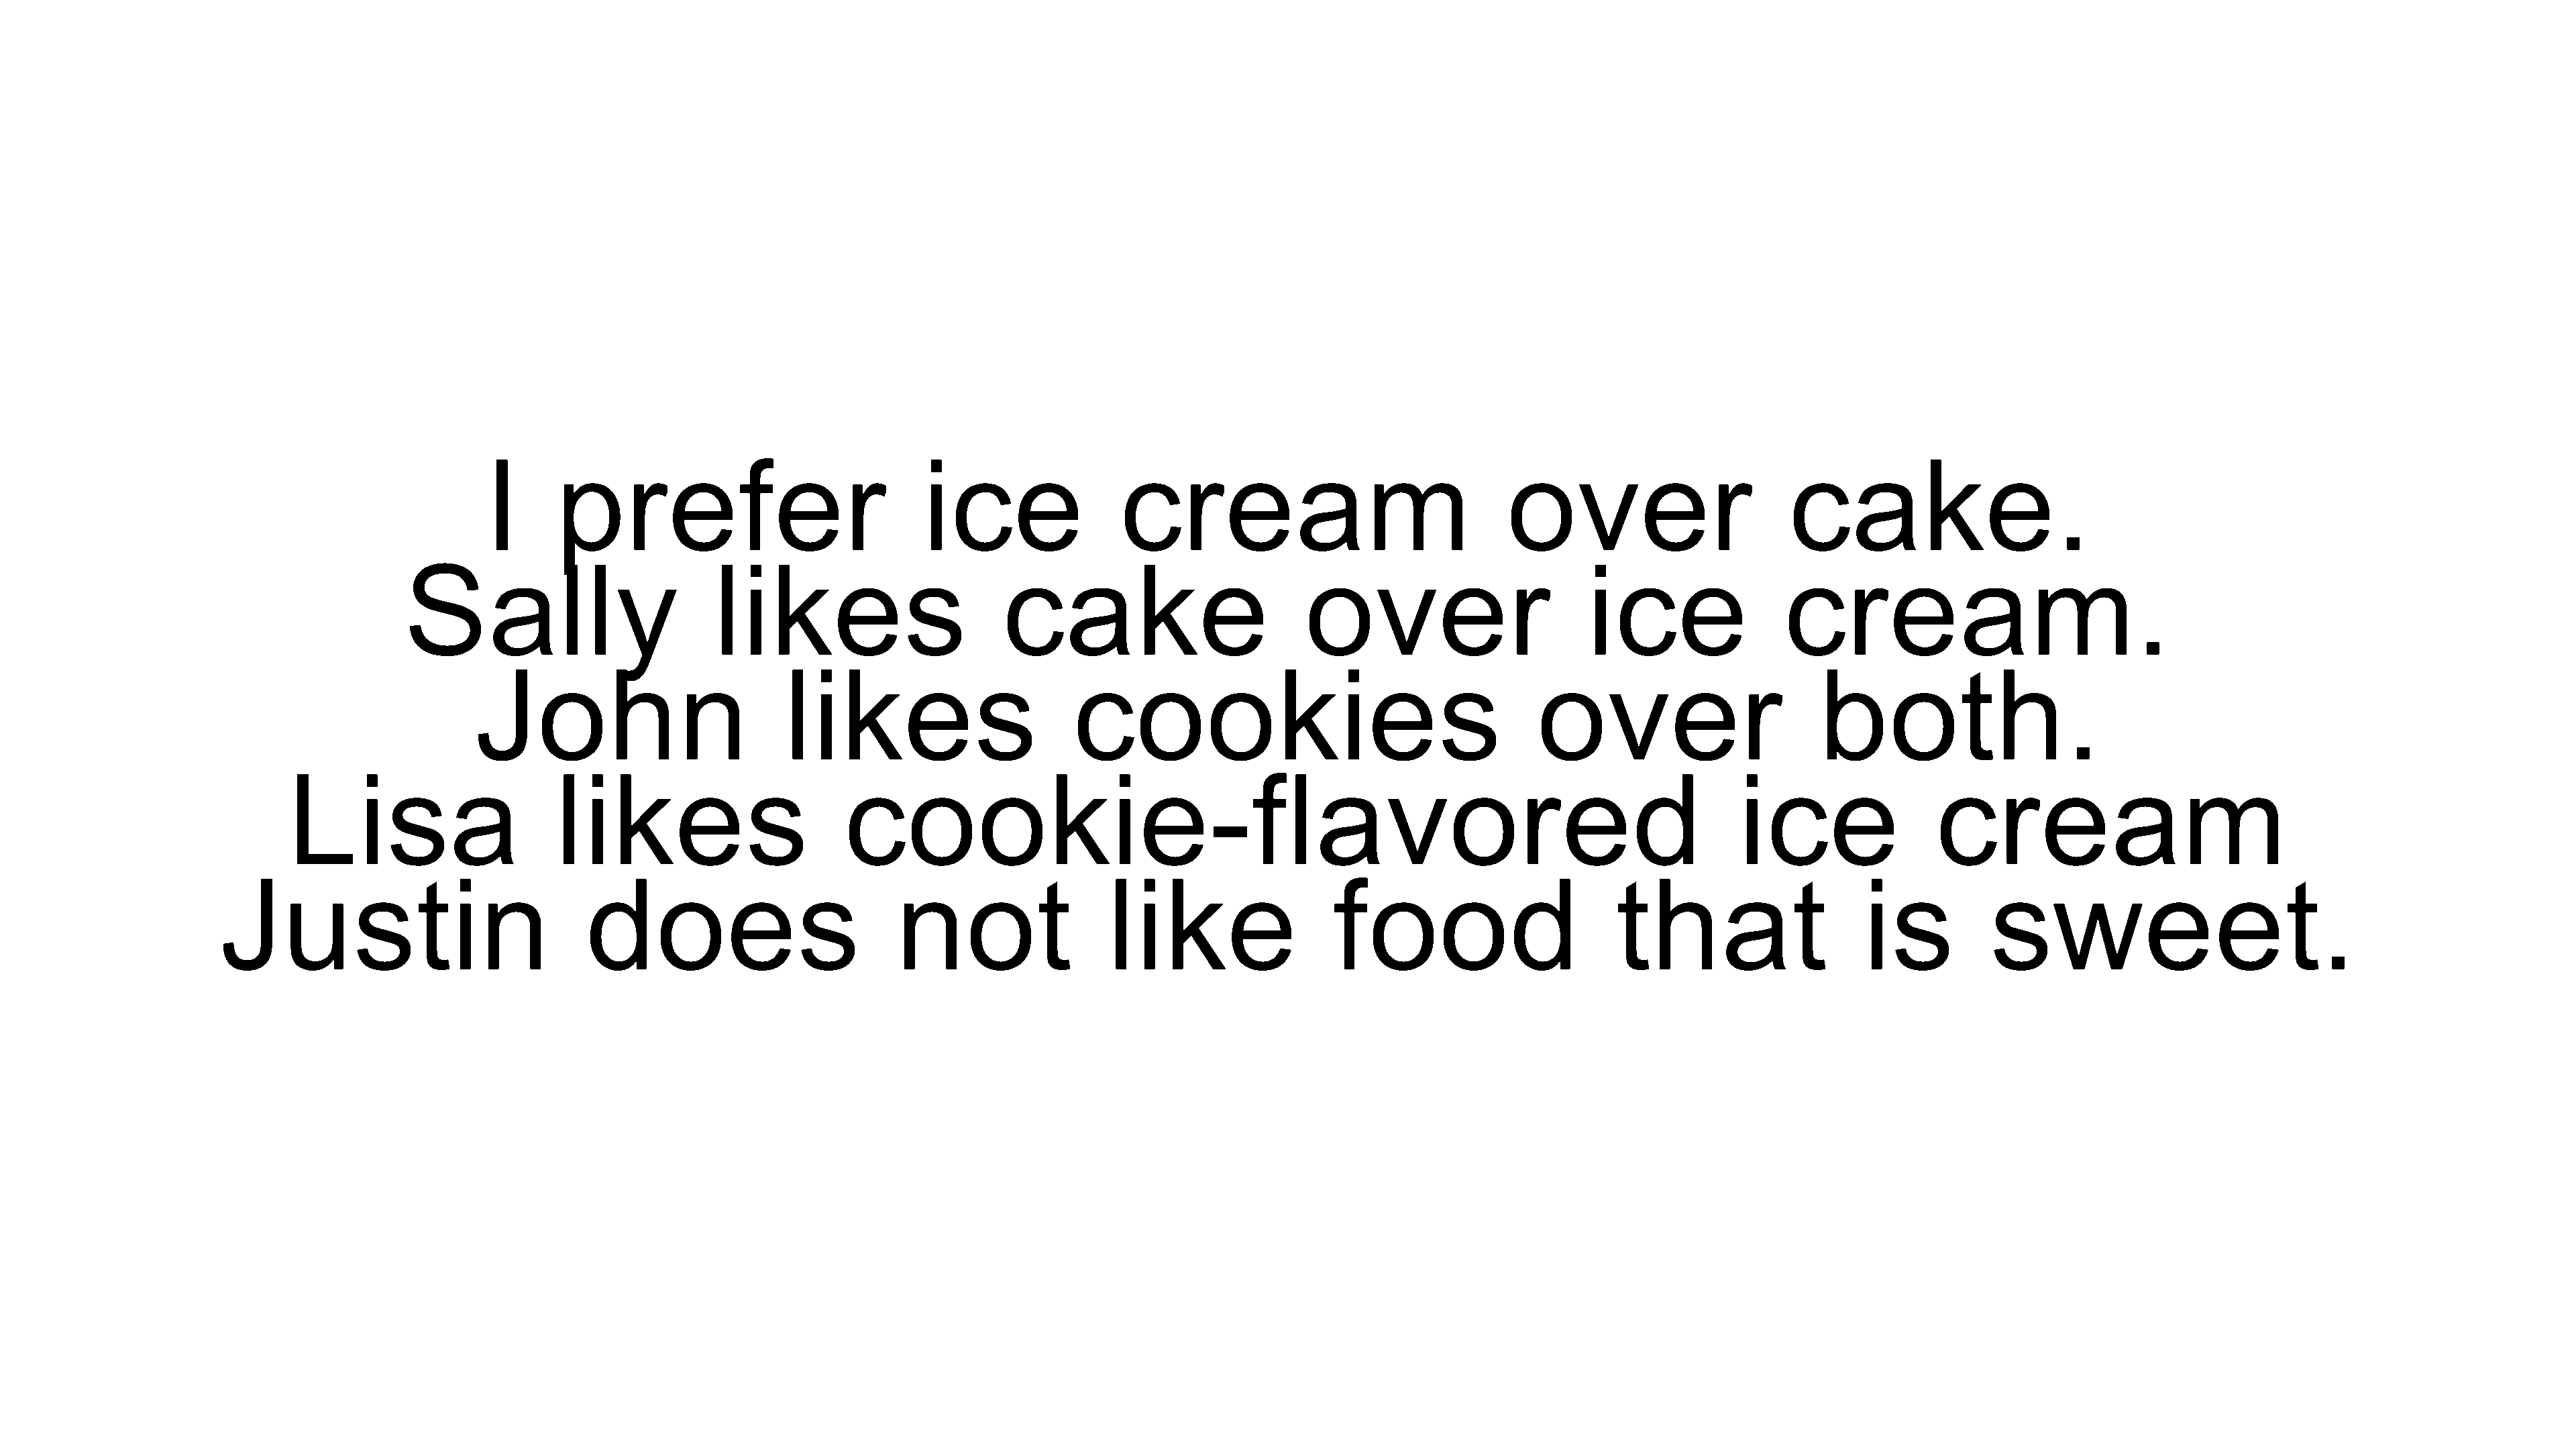 I prefer ice cream over cake.
Sally likes cake over ice cream.
John likes cookies over both.
Lisa likes cookie-flavored ice cream
Justin does not like food that is sweet.